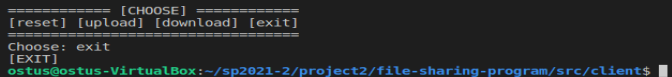 ============ [CHOOSE] ============
[reset] [upload] [download] [exit]
==================================
Choose: exit
[EXIT]
ostus@ostus-VirtualBox:~/sp2021-2/project2/file-sharing-program/src/client$